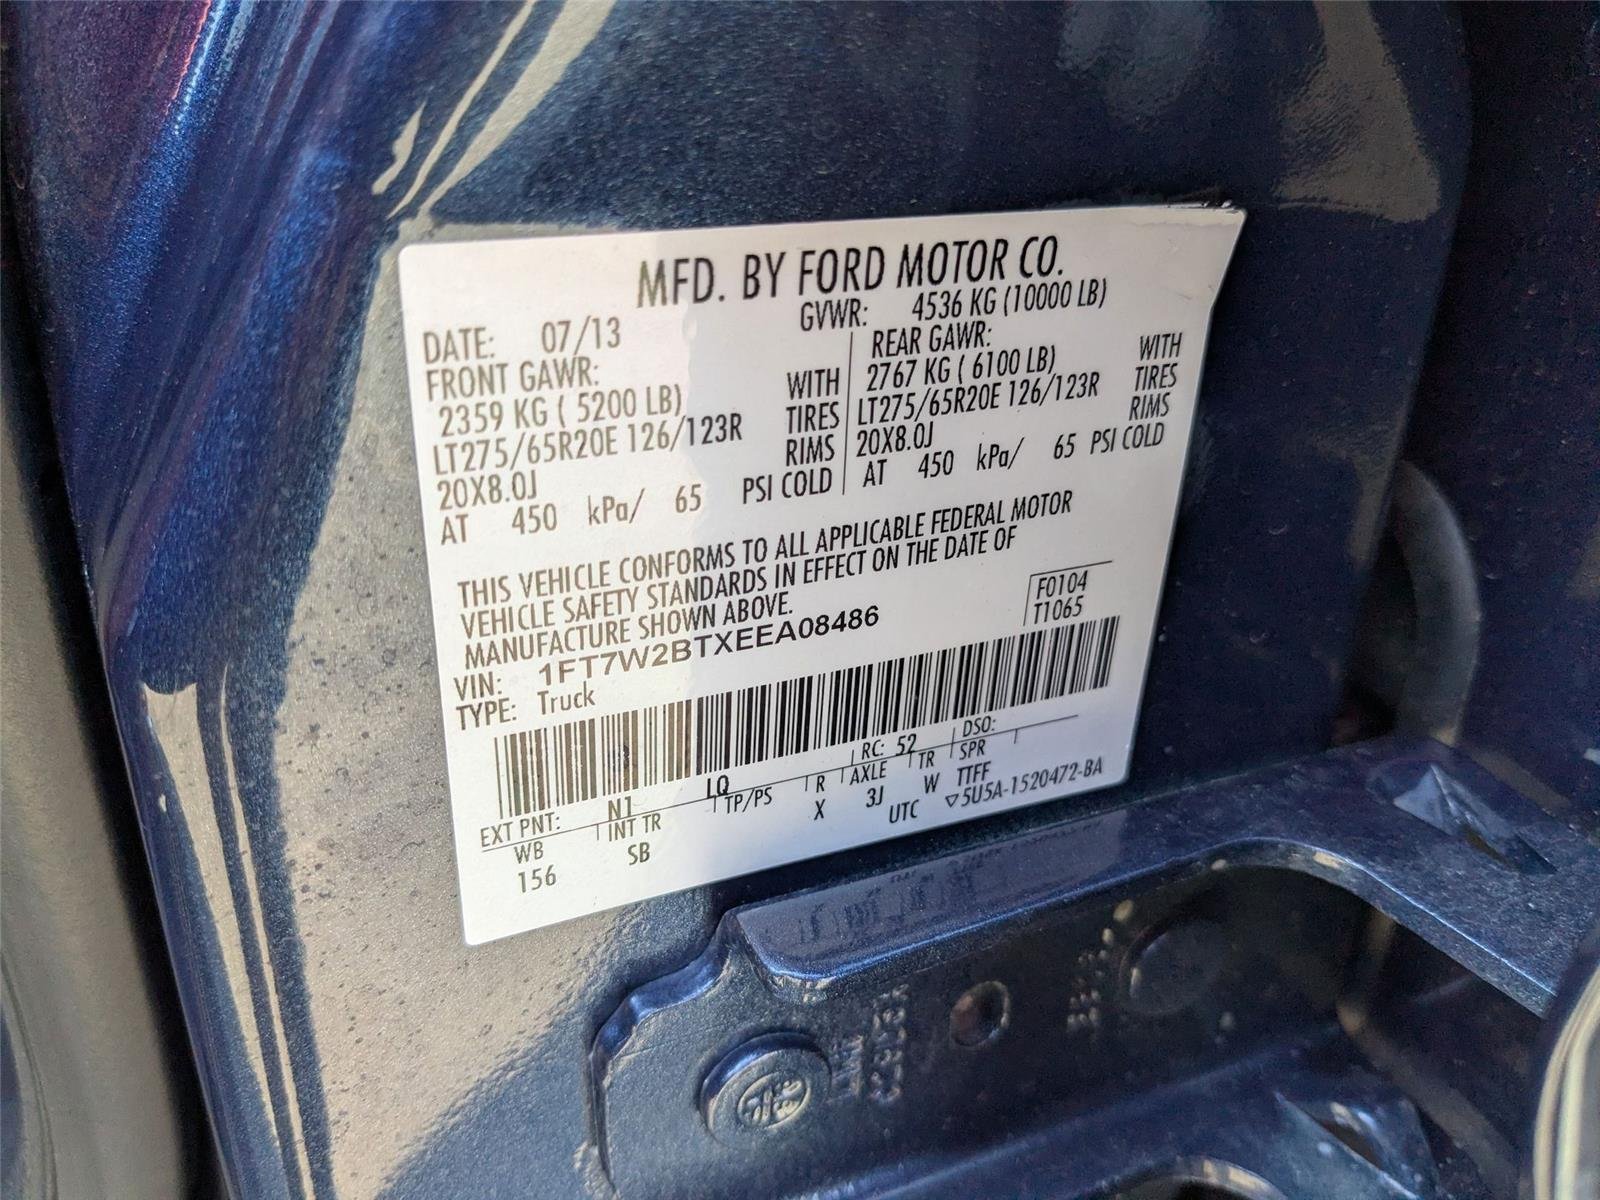 MFD. BY FORD MOTOR CO.
DATE: 07/13
GVWR: 4536 KG (10000 LB)
FRONT GAWR:
2359 KG ( 5200 LB) WITH
LT275/65R20E 126/123R TIRES
20X8.0J RIMS
AT 450 kPa/ 65 PSI COLD
REAR GAWR:
2767 KG ( 6100 LB) WITH
LT275/65R20E 126/123R TIRES
20X8.0J RIMS
AT 450 kPa/ 65 PSI COLD
THIS VEHICLE CONFORMS TO ALL APPLICABLE FEDERAL MOTOR
VEHICLE SAFETY STANDARDS IN EFFECT ON THE DATE OF
MANUFACTURE SHOWN ABOVE.
F0104
T1065
VIN: 1FT7W2BTXEEA08486
TYPE: Truck
EXT PNT: N1 LQ RC: 52 DSO:
WB INT TR TP/PS R AXLE TR SPR
156 SB X 3J W TTFF
UTC ▽5U5A-1520472-BA